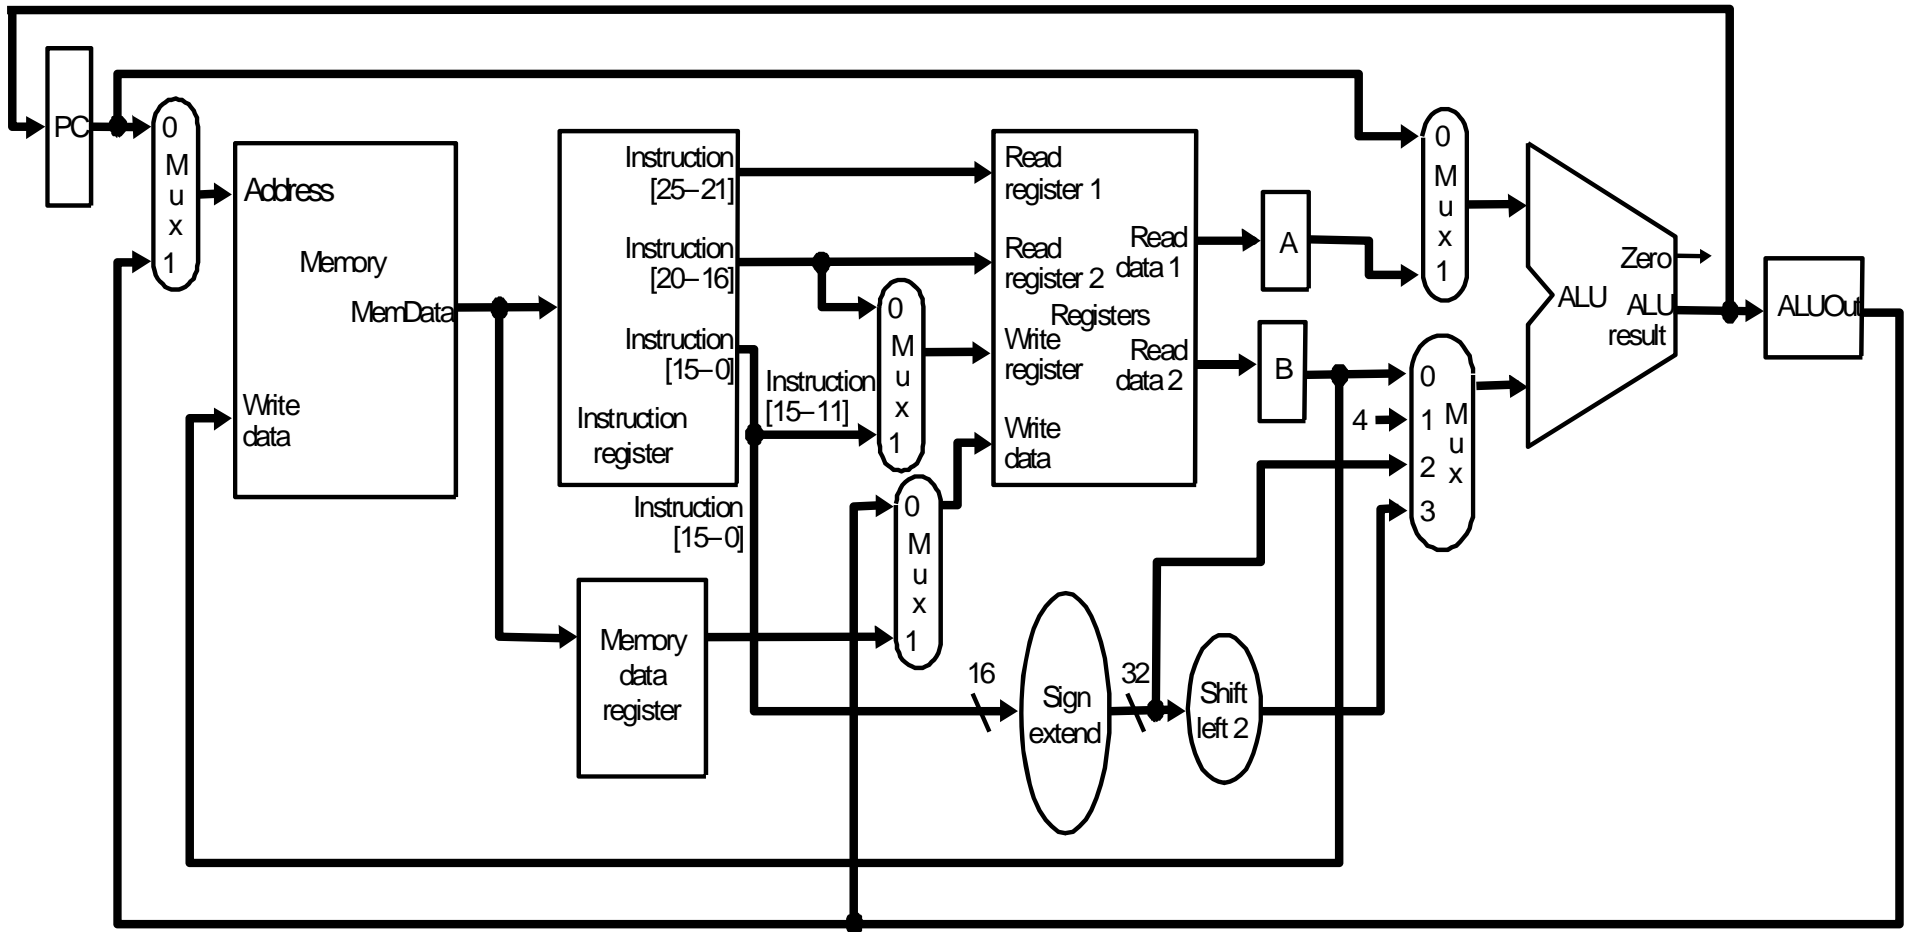 PC
0
M
u
x
1
Address
Memory
MemData
Write
data
Instruction
[25–21]
Instruction
[20–16]
Instruction
[15–0]
Instruction
register
Instruction
[15–11]
Instruction
[15–0]
Memory
data
register
0
M
u
x
1
0
M
u
x
1
Read
register 1
Read
register 2
Registers
Write
register
Write
data
Read
data 1
Read
data 2
16
Sign
extend
32
Shift
left 2
A
B
4
0
M
u
x
1
0
1
2
3
M
u
x
Zero
ALU
ALU
result
ALUOut